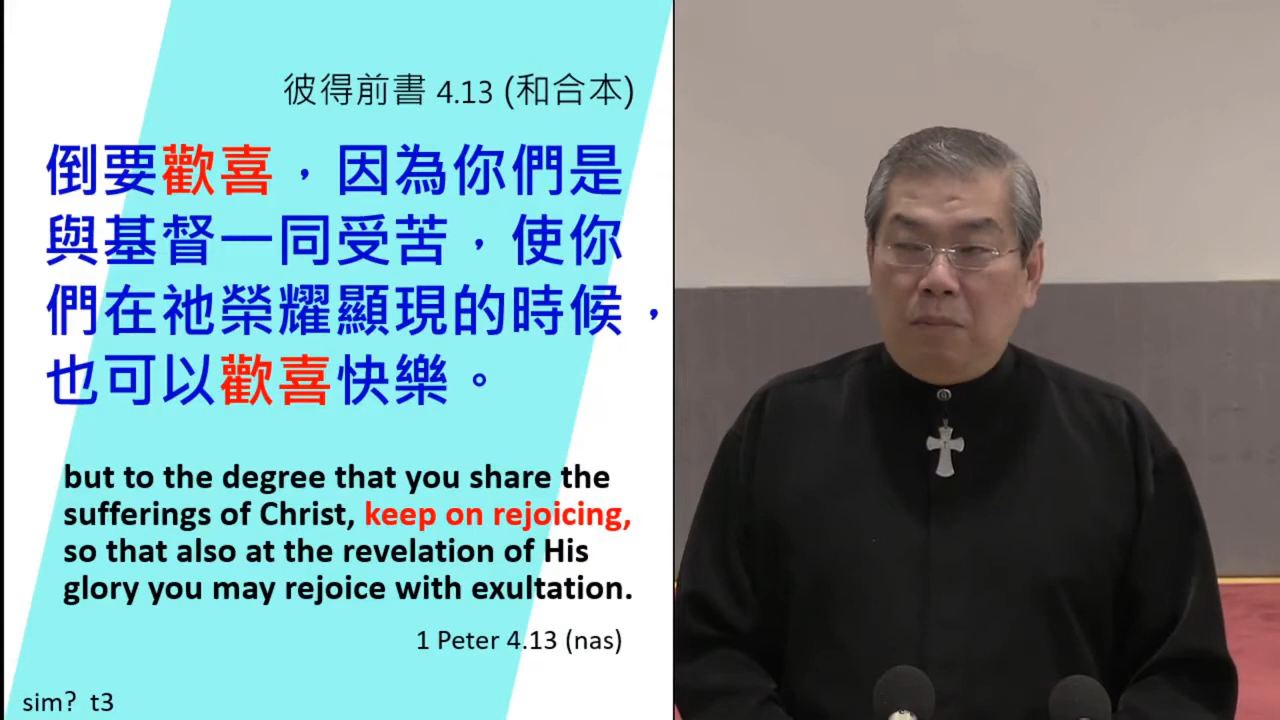 彼得前書 4.13 (和合本)
倒要歡喜，因為你們是
與基督一同受苦，使你
們在祂榮耀顯現的時候，
也可以歡喜快樂。
but to the degree that you share the
sufferings of Christ, keep on rejoicing,
so that also at the revelation of His
glory you may rejoice with exultation.
1 Peter 4.13 (nas)
sim? t3